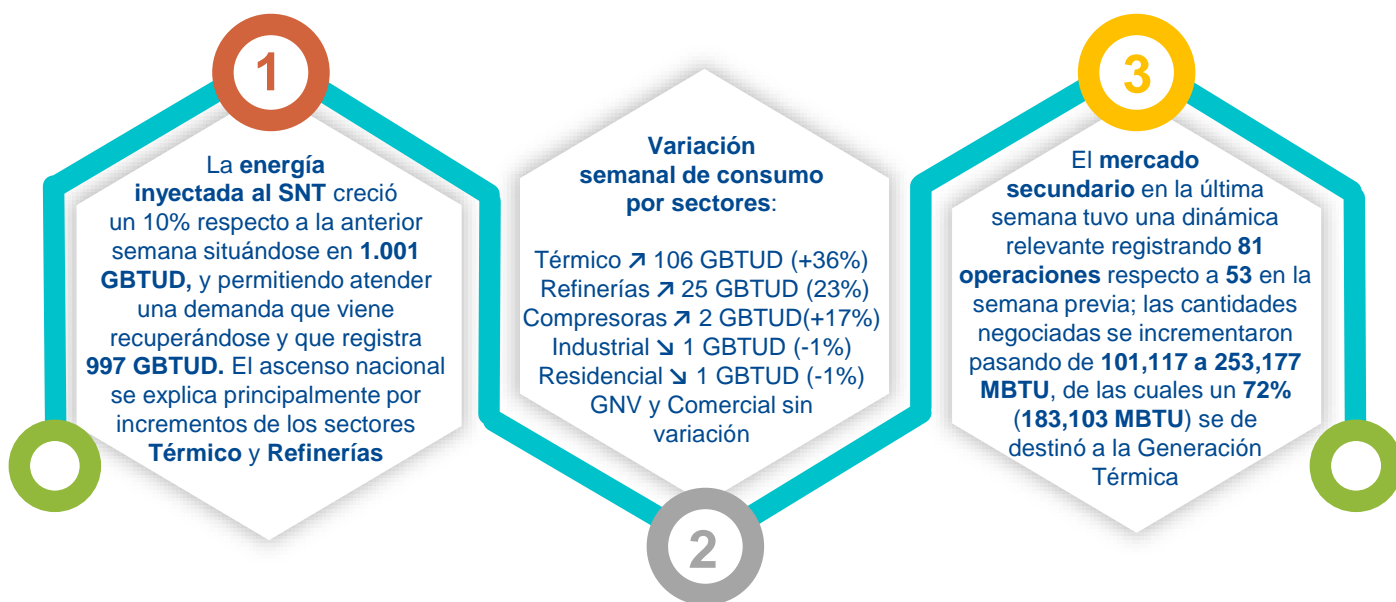 1
La energía
inyectada al SNT creció
un 10% respecto a la anterior
semana situándose en 1.001
GBTUD, y permitiendo atender
una demanda que viene
recuperándose y que registra
997 GBTUD. El ascenso nacional
se explica principalmente por
incrementos de los sectores
Térmico y Refinerías
Variación
semanal de consumo
por sectores:
Térmico ↗ 106 GBTUD (+36%)
Refinerías ↗ 25 GBTUD (23%)
Compresoras ↗ 2 GBTUD(+17%)
Industrial ↘ 1 GBTUD (-1%)
Residencial ↘ 1 GBTUD (-1%)
GNV y Comercial sin
variación
2
3
El mercado
secundario en la última
semana tuvo una dinámica
relevante registrando 81
operaciones respecto a 53 en la
semana previa; las cantidades
negociadas se incrementaron
pasando de 101,117 a 253,177
MBTU, de las cuales un 72%
(183,103 MBTU) se de
destinó a la Generación
Térmica